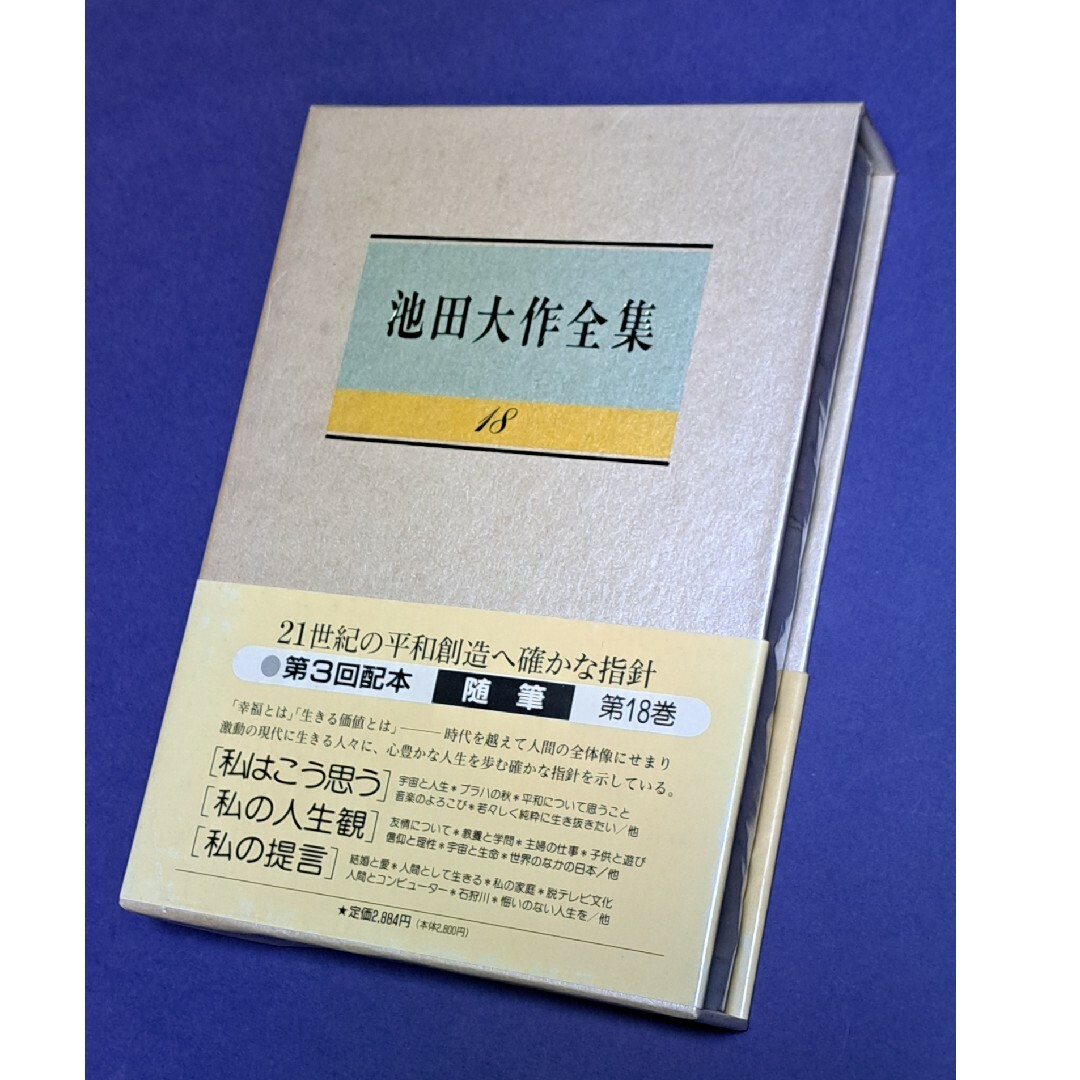 池田大作全集
18
21世紀の平和創造へ確かな指針
●第3回配本 随筆 第18巻
「幸福とは」「生きる価値とは」――時代を越えて人間の全体像にせまり
激動の現代に生きる人々に、心豊かな人生を歩む確かな指針を示している。
[私はこう思う]
宇宙と人生*プラハの秋*平和について思うこと
音楽のよろこび*若々しく純粋に生き抜きたい/他
[私の人生観]
友情について*教養と学問*主婦の仕事*子供と遊び
信仰と理性*宇宙と生命*世界のなかの日本/他
[私の提言]
結婚と愛*人間として生きる*私の家庭*脱テレビ文化
人間とコンピューター*石狩川*悔いのない人生を/他
★定価2,884円(本体2,800円)